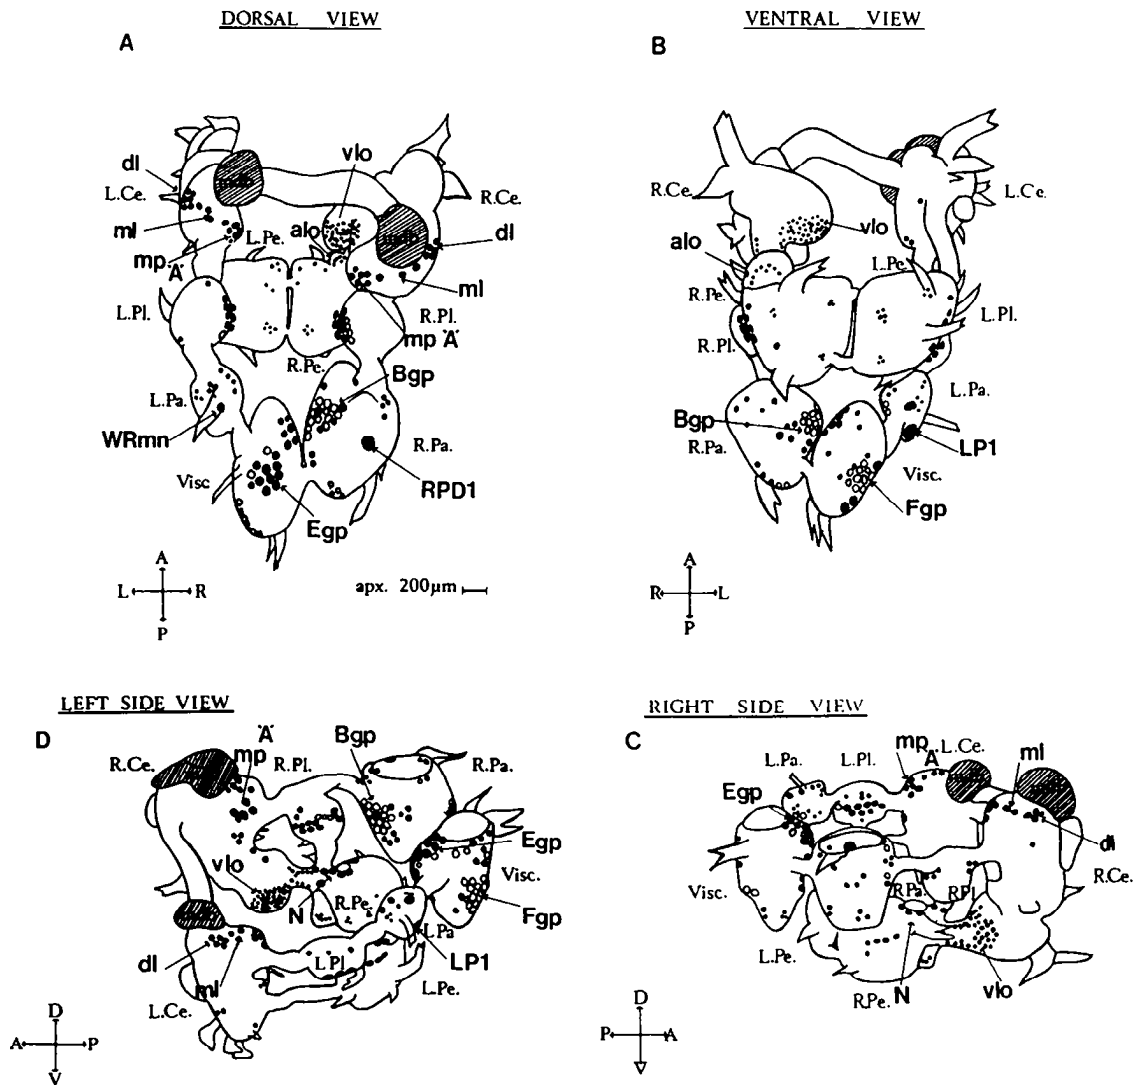 DORSAL VIEW
A
dl
L.Ce.
ml
mp
"A"
L.Pl.
L.Pe.
alo
vlo
R.Ce.
dl
ml
R.Pl.
mp "A"
R.Pe.
Bgp
L.Pa.
WRmn
R.Pa.
Visc
RPD1
Egp
A
L R
P
apx. 200µm
VENTRAL VIEW
B
R.Ce.
L.Ce.
vlo
alo
L.Pe.
R.Pe.
L.Pl.
R.Pl.
L.Pa.
Bgp
R.Pa.
LP1
Visc.
Fgp
A
R L
P
LEFT SIDE VIEW
D
"A"
mp
Bgp
R.Ce.
R.Pl.
R.Pa.
Egp
vlo
Visc.
R.Pe.
N
Fgp
L.Pa
LP1
dl
L.Pl
ml
L.Pe.
L.Ce.
D
A P
V
RIGHT SIDE VIEW
C
L.Pa.
L.Pl.
mp
"A"
L.Ce.
ml
Egp
dl
Visc.
R.Pa.
R.Pl
R.Ce.
L.Pe.
R.Pe.
N
vlo
D
P A
V